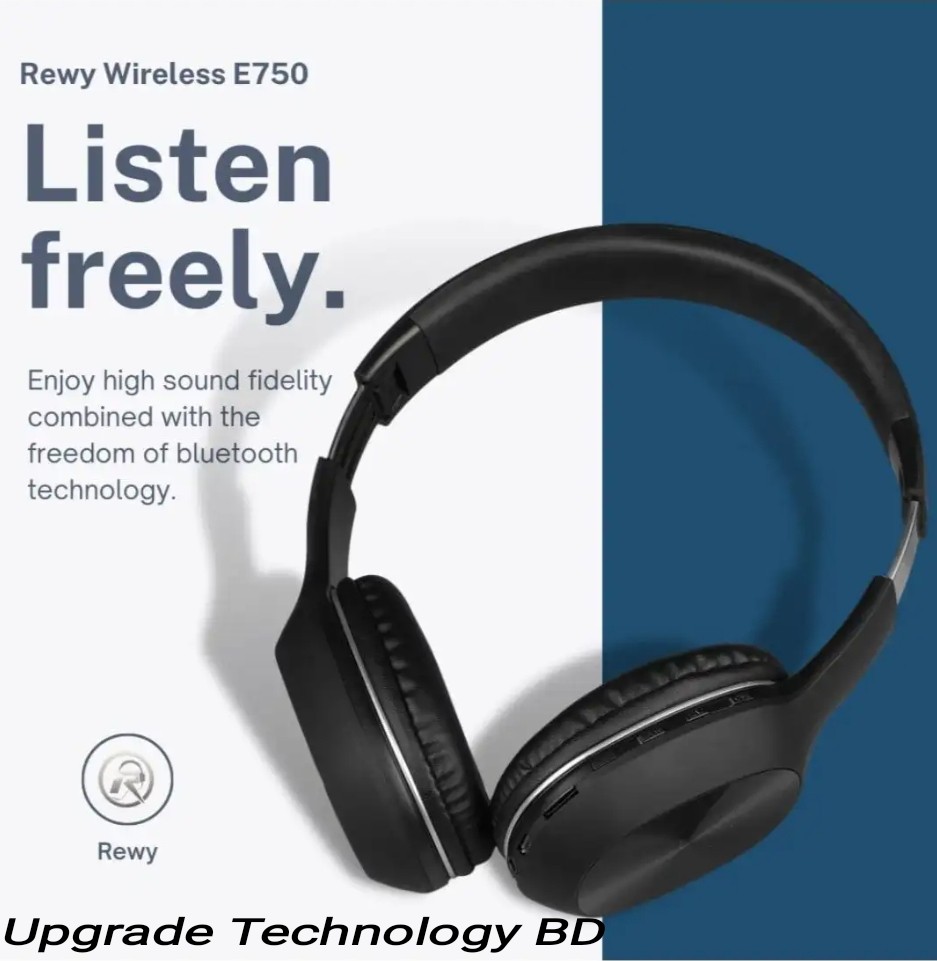 Rewy Wireless E750
Listen
freely.
Enjoy high sound fidelity
combined with the
freedom of bluetooth
technology.
R
Rewy
Upgrade Technology BD